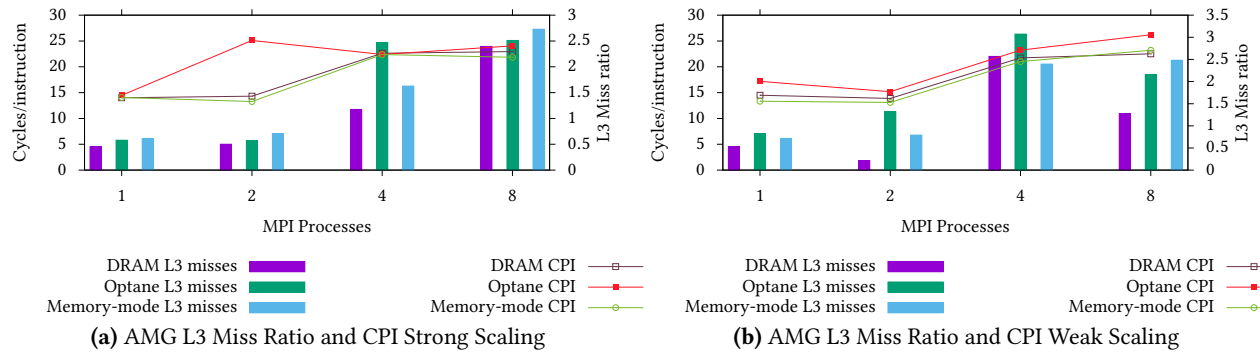 30
25
20
15
10
5
0
Cycles/instruction
3
2.5
2
1.5
1
0.5
0
L3 Miss ratio
1 2 4 8
MPI Processes
DRAM L3 misses
Optane L3 misses
Memory-mode L3 misses
DRAM CPI
Optane CPI
Memory-mode CPI
(a) AMG L3 Miss Ratio and CPI Strong Scaling
30
25
20
15
10
5
0
Cycles/instruction
3.5
3
2.5
2
1.5
1
0.5
0
L3 Miss ratio
1 2 4 8
MPI Processes
DRAM L3 misses
Optane L3 misses
Memory-mode L3 misses
DRAM CPI
Optane CPI
Memory-mode CPI
(b) AMG L3 Miss Ratio and CPI Weak Scaling